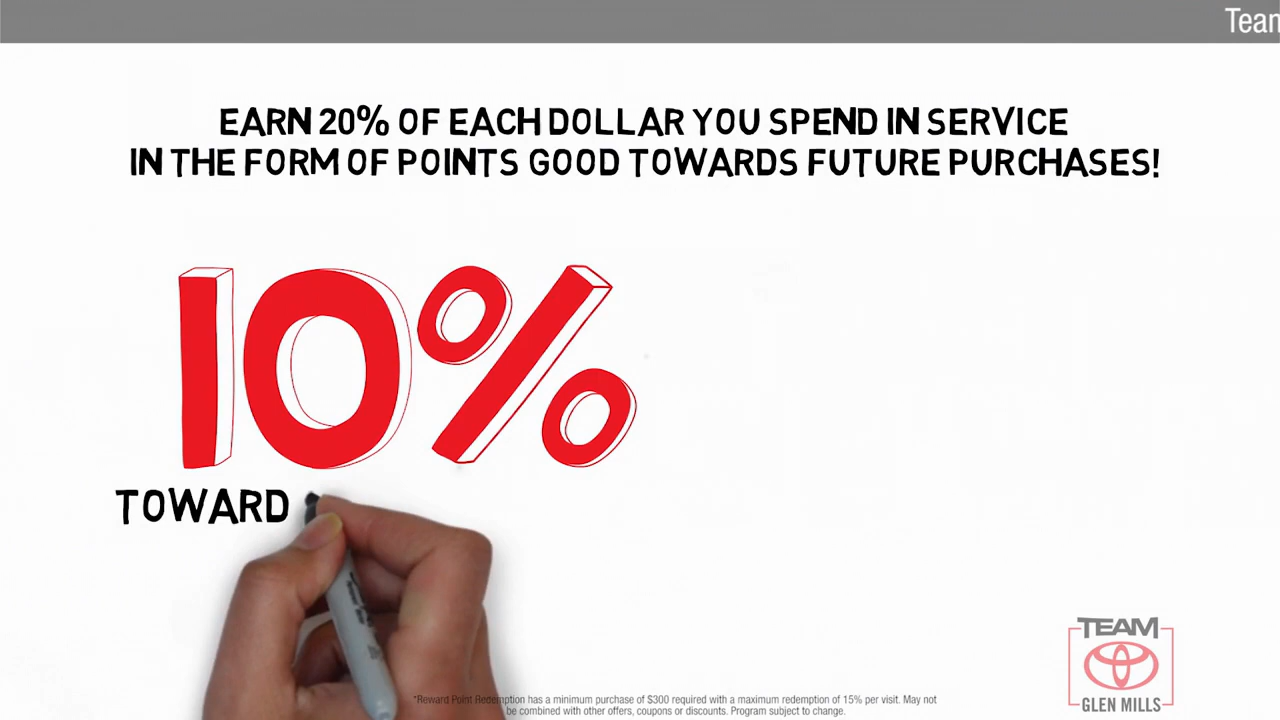 Team
EARN 20% OF EACH DOLLAR YOU SPEND IN SERVICE
IN THE FORM OF POINTS GOOD TOWARDS FUTURE PURCHASES!
10%
TOWARD
TEAM
GLEN MILLS
*Reward Point Redemption has a minimum purchase of $300 required with a maximum redemption of 15% per visit. May not
be combined with other offers, coupons or discounts. Program subject to change.